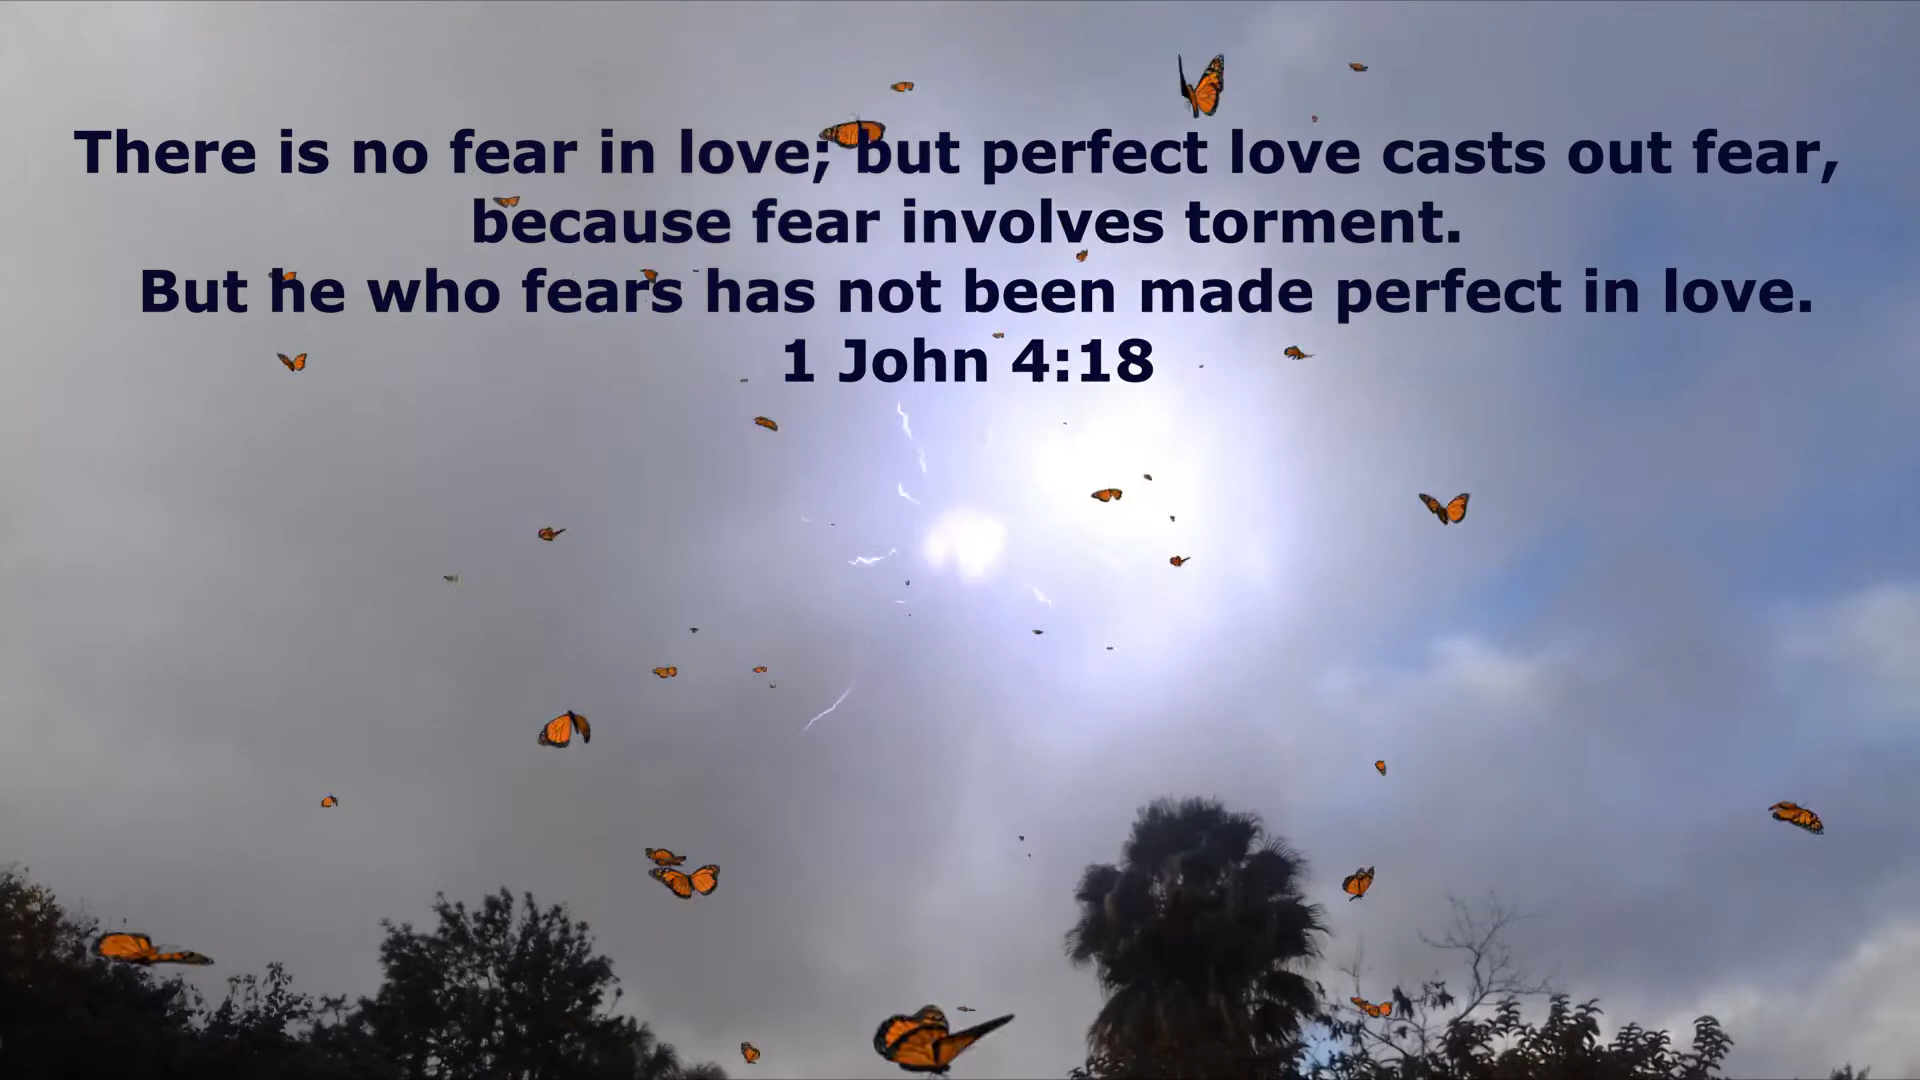 There is no fear in love; but perfect love casts out fear,
because fear involves torment.
But he who fears has not been made perfect in love.
1 John 4:18